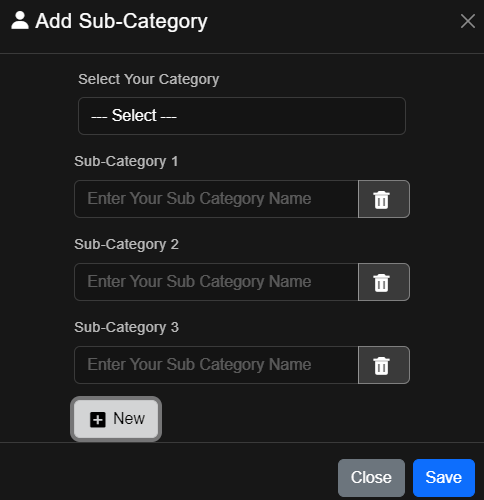 Add Sub-Category
Select Your Category
--- Select ---
Sub-Category 1
Enter Your Sub Category Name
Sub-Category 2
Enter Your Sub Category Name
Sub-Category 3
Enter Your Sub Category Name
New
Close Save